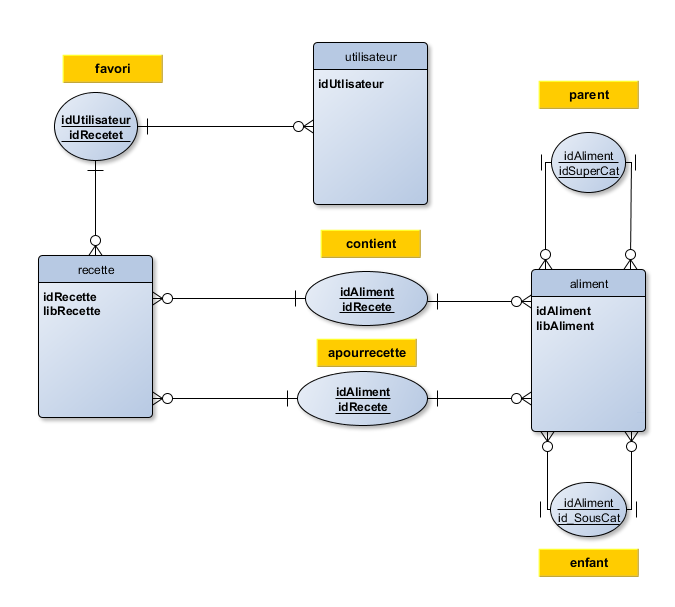 favori
idUtilisateur
idRecetet
utilisateur
idUtlisateur
parent
idAliment
idSuperCat
contient
idAliment
idRecete
recette
idRecette
libRecette
aliment
idAliment
libAliment
apourrecette
idAliment
idRecete
idAliment
id_SousCat
enfant